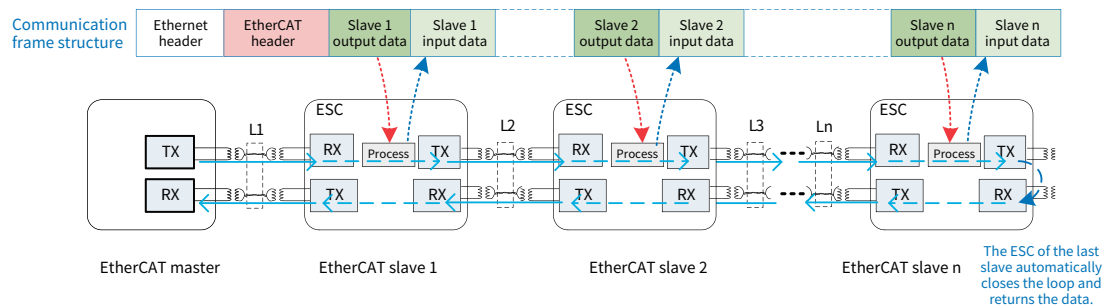 Communication
frame structure
Ethernet
header
EtherCAT
header
Slave 1
output data
Slave 1
input data
Slave 2
output data
Slave 2
input data
Slave n
output data
Slave n
input data
ESC
ESC
ESC
L1
L2
L3
Ln
TX
RX
Process
TX
RX
Process
TX
RX
Process
TX
RX
TX
RX
TX
RX
TX
RX
EtherCAT master
EtherCAT slave 1
EtherCAT slave 2
EtherCAT slave n
The ESC of the last
slave automatically
closes the loop and
returns the data.